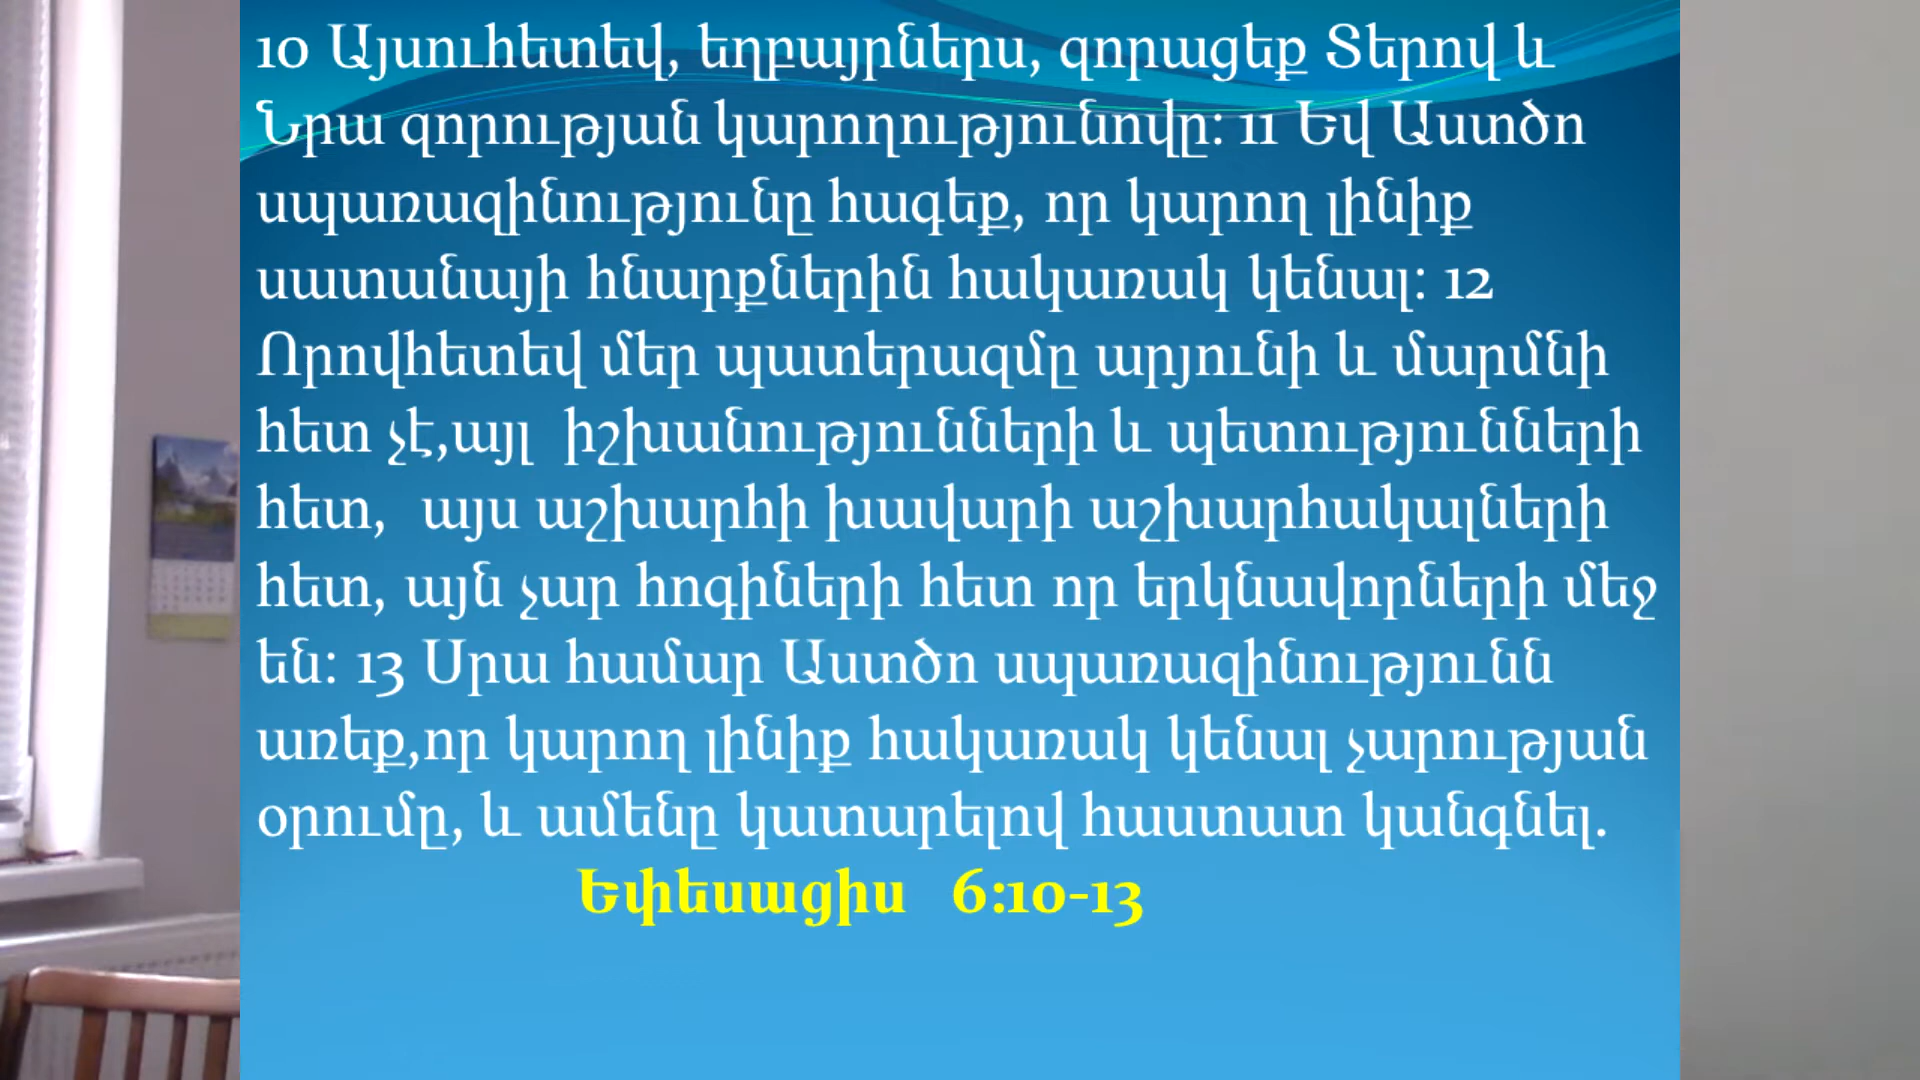 10 Այսուհետեվ, եղբայրներս, զորացեք Տերով և
Նրա զորության կարողությունովը: 11 Եվ Աստծո
սպառազինությունը հագեք, որ կարող լինիք
սատանայի հնարքներին հակառակ կենալ: 12
Որովհետեվ մեր պատերազմը արյունի և մարմնի
հետ չէ,այլ  իշխանությունների և պետությունների
հետ,  այս աշխարհի խավարի աշխարհակալների
հետ, այն չար հոգիների հետ որ երկնավորների մեջ
են: 13 Սրա համար Աստծո սպառազինությունն
առեք,որ կարող լինիք հակառակ կենալ չարության
օրումը, և ամենը կատարելով հաստատ կանգնել.
Եփեսացիս   6:10-13